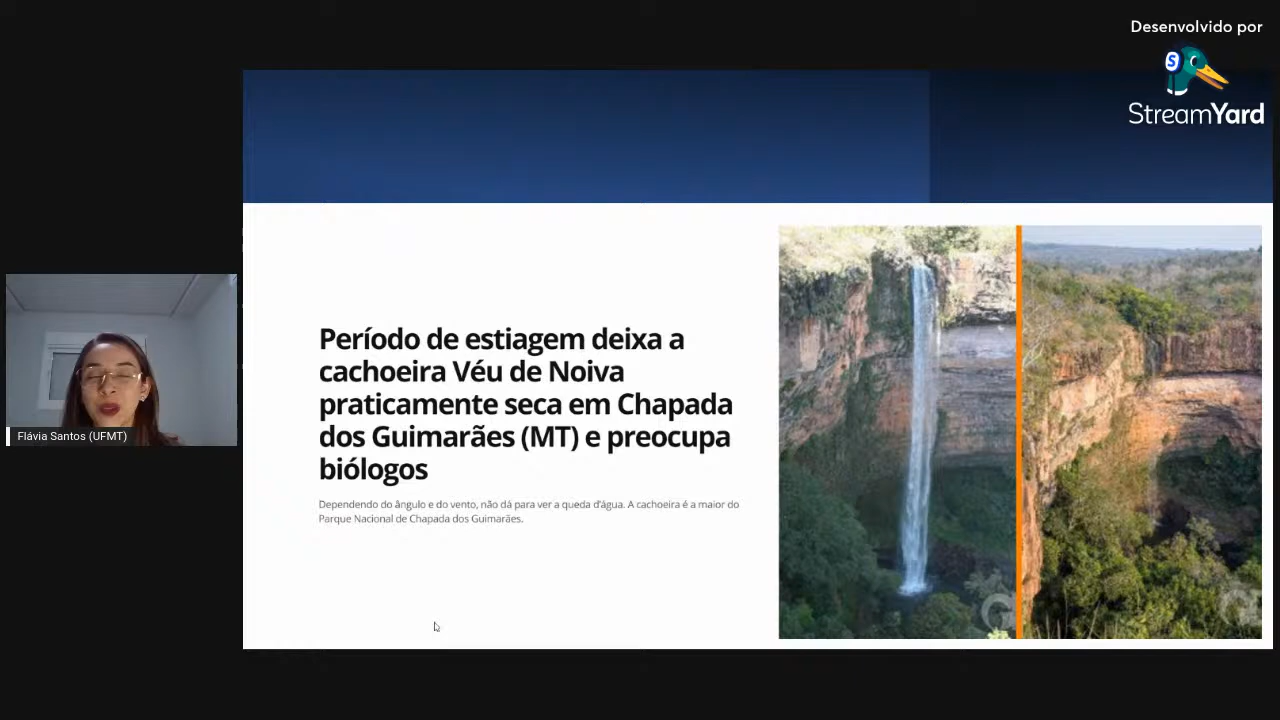 Desenvolvido por
StreamYard
Período de estiagem deixa a
cachoeira Véu de Noiva
praticamente seca em Chapada
dos Guimarães (MT) e preocupa
biólogos
Dependendo do ângulo e do vento, não dá para ver a queda d'água. A cachoeira é a maior do
Parque Nacional de Chapada dos Guimarães.
Flávia Santos (UFMT)